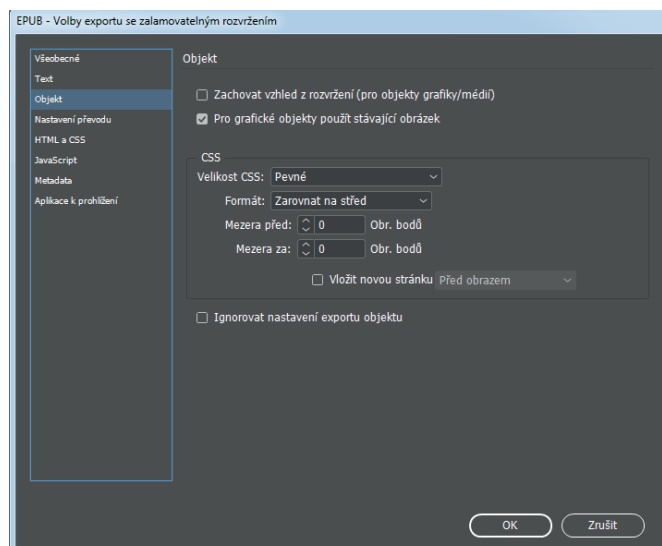 EPUB - Volby exportu se zalamovatelným rozvržením
Všeobecné
Text
Objekt
Nastavení převodu
HTML a CSS
JavaScript
Metadata
Aplikace k prohlížení
Objekt
Zachovat vzhled z rozvržení (pro objekty grafiky/médií)
Pro grafické objekty použít stávající obrázek
CSS
Velikost CSS: Pevné
Formát: Zarovnat na střed
Mezera před: 0 Obr. bodů
Mezera za: 0 Obr. bodů
Vložit novou stránku Před obrazem
Ignorovat nastavení exportu objektu
OK Zrušit